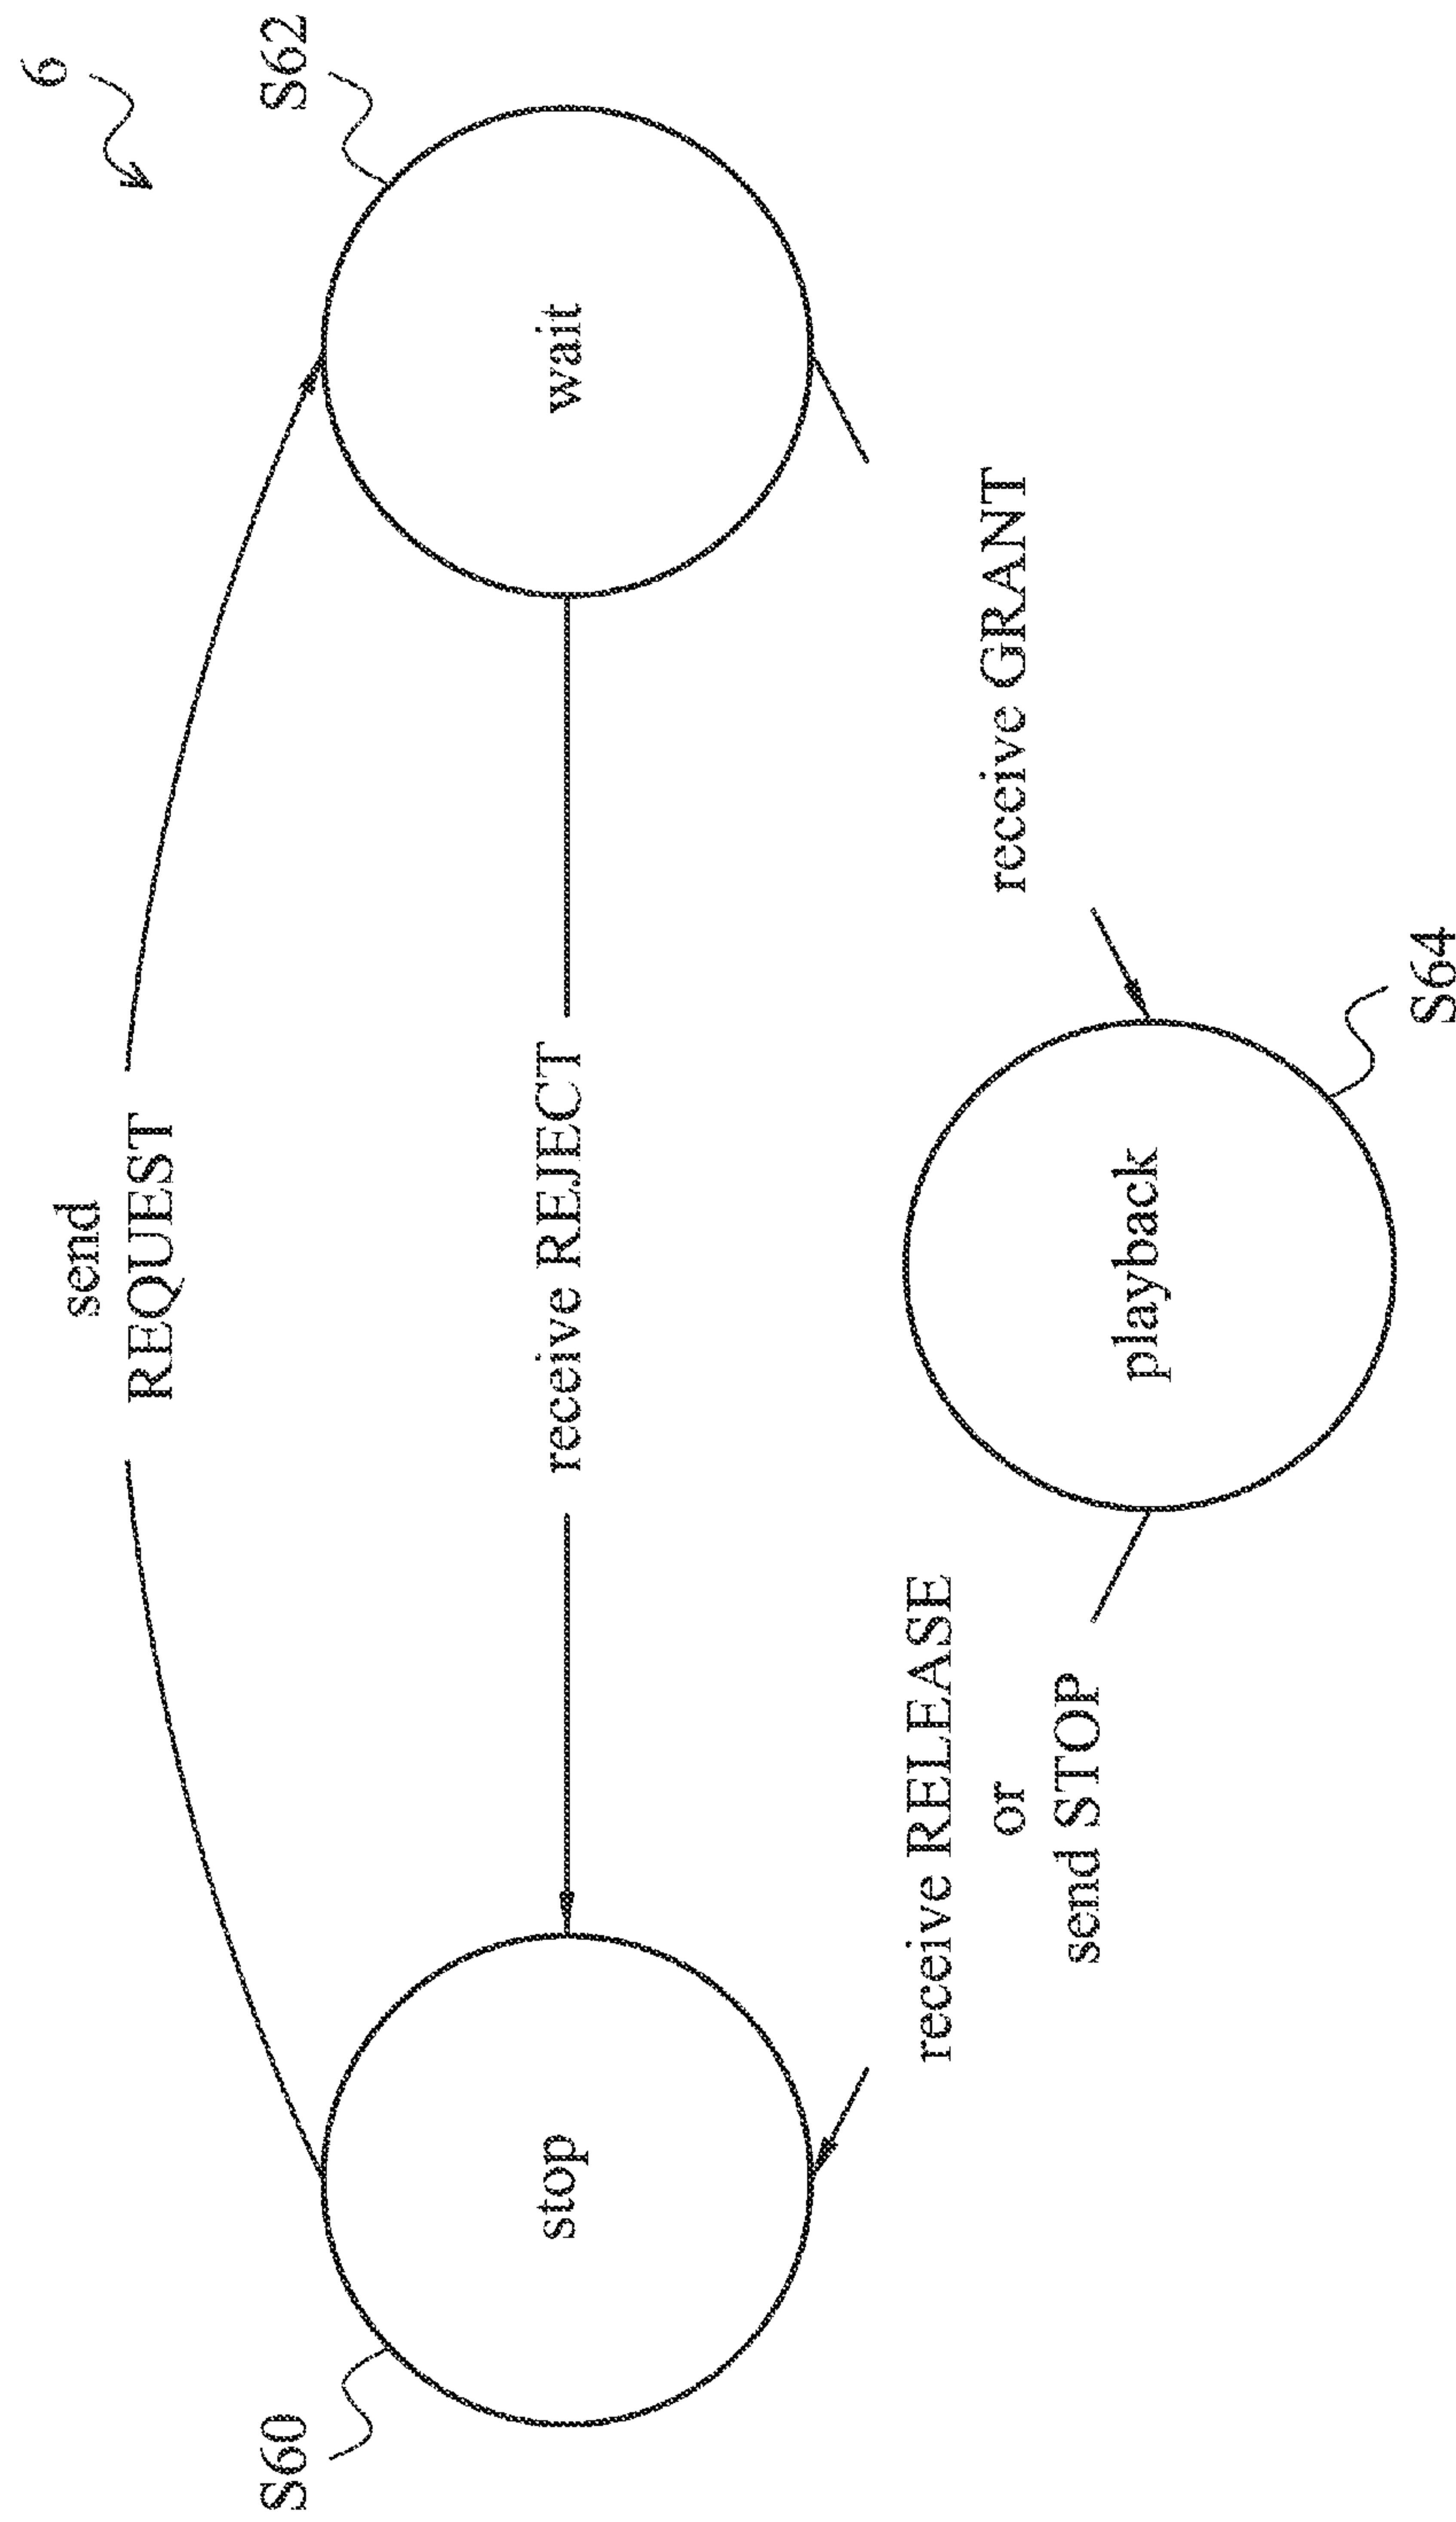 6
send
REQUEST
S60
S62
stop
receive REJECT
wait
receive RELEASE
or
send STOP
receive GRANT
playback
S64